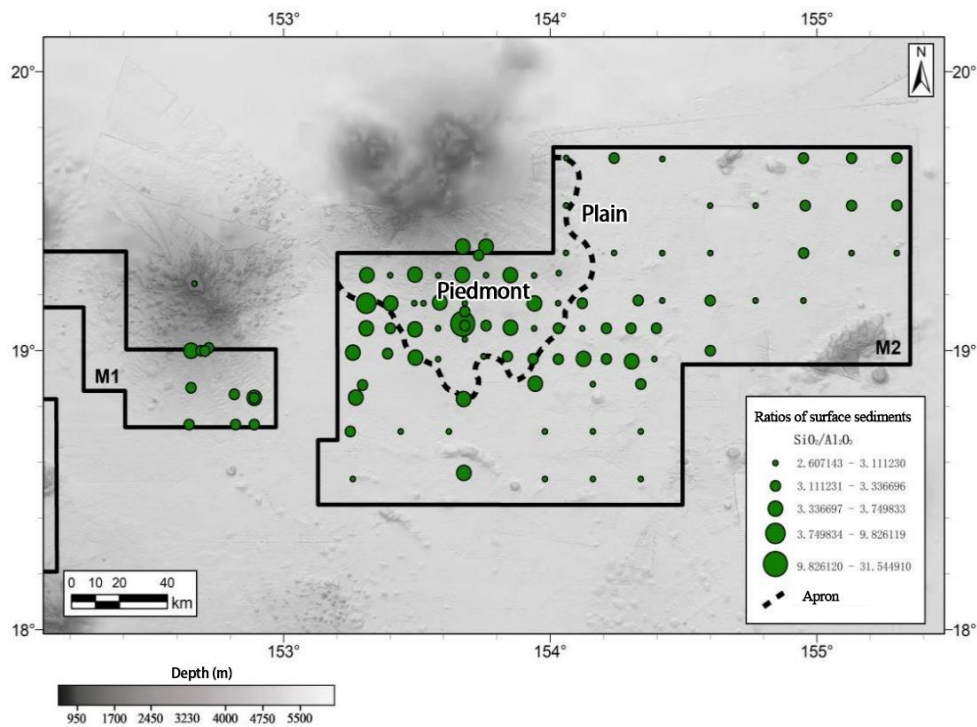 153° 154° 155°
20° 20°
N
Plain
Piedmont
19° 19°
M1 M2
Ratios of surface sediments
SiO₂/Al₂O₃
2.607143 - 3.111230
3.111231 - 3.336696
3.336697 - 3.749833
3.749834 - 9.826119
9.826120 - 31.544910
Apron
0 10 20 40
km
18° 18°
153° 154° 155°
Depth (m)
950 1700 2450 3230 4000 4750 5500